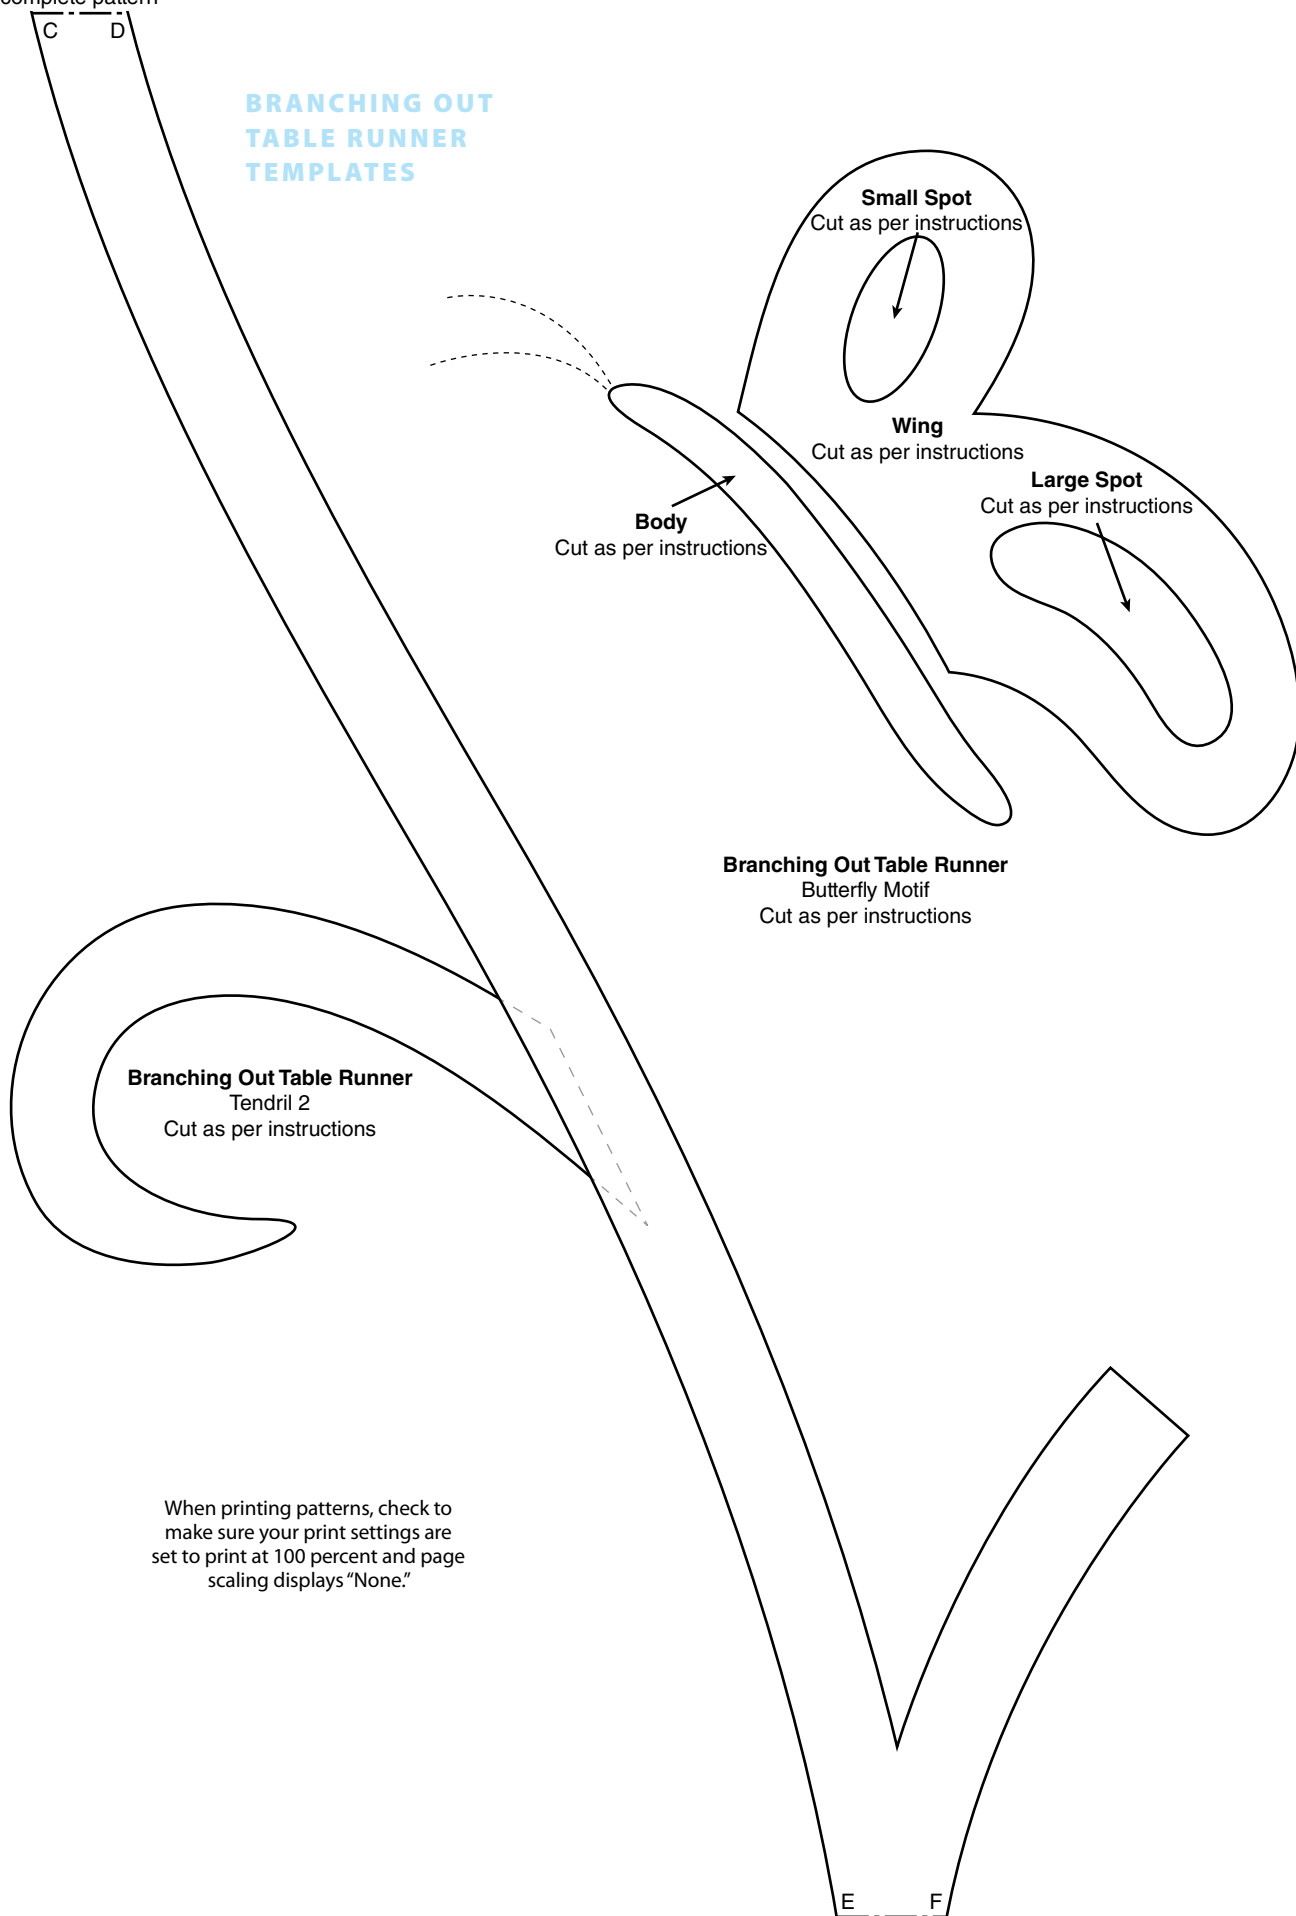 complete pattern
C D
BRANCHING OUT
TABLE RUNNER
TEMPLATES
Small Spot
Cut as per instructions
Wing
Cut as per instructions
Large Spot
Cut as per instructions
Body
Cut as per instructions
Branching Out Table Runner
Butterfly Motif
Cut as per instructions
Branching Out Table Runner
Tendril 2
Cut as per instructions
When printing patterns, check to
make sure your print settings are
set to print at 100 percent and page
scaling displays “None.”
E F